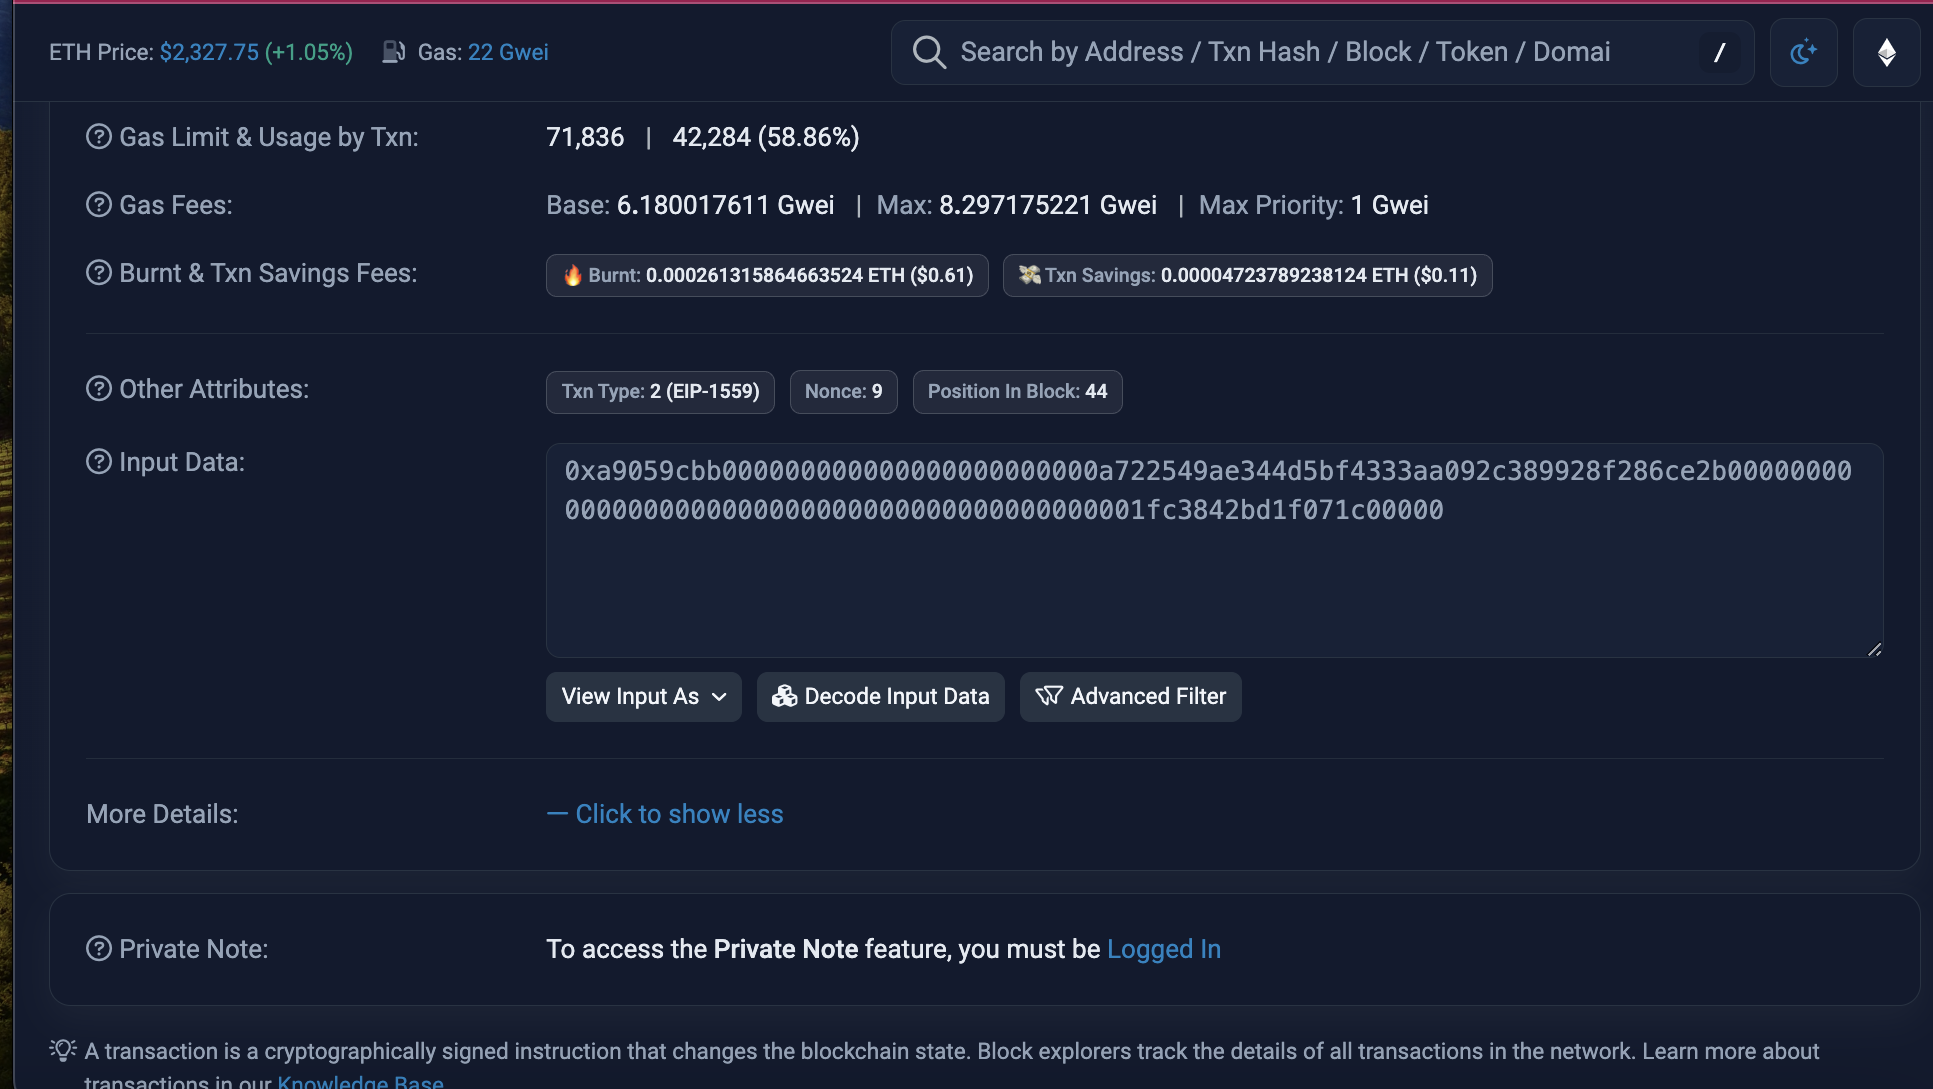 ETH Price: $2,327.75 (+1.05%) Gas: 22 Gwei
Search by Address / Txn Hash / Block / Token / Domai /
Gas Limit & Usage by Txn: 71,836 | 42,284 (58.86%)
Gas Fees: Base: 6.180017611 Gwei | Max: 8.297175221 Gwei | Max Priority: 1 Gwei
Burnt & Txn Savings Fees: Burnt: 0.000261315864663524 ETH ($0.61) Txn Savings: 0.00004723789238124 ETH ($0.11)
Other Attributes: Txn Type: 2 (EIP-1559) Nonce: 9 Position In Block: 44
Input Data:
0xa9059cbb000000000000000000000000a722549ae344d5bf4333aa092c389928f286ce2b00000000
000000000000000000000000000000000001fc3842bd1f071c00000
View Input As Decode Input Data Advanced Filter
More Details: — Click to show less
Private Note: To access the Private Note feature, you must be Logged In
A transaction is a cryptographically signed instruction that changes the blockchain state. Block explorers track the details of all transactions in the network. Learn more about
transactions in our Knowledge Base